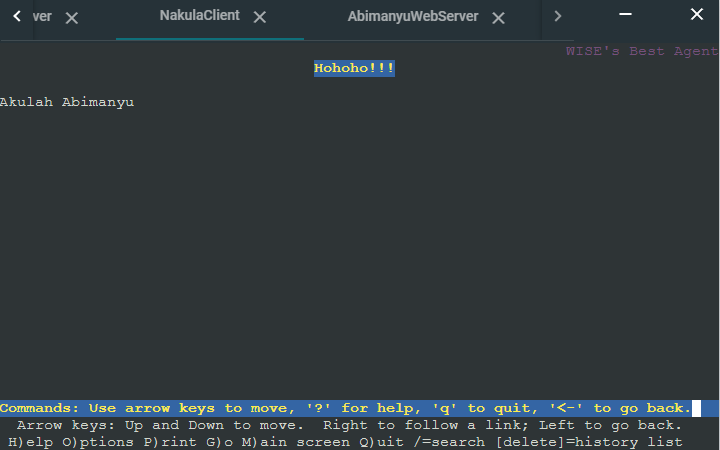 ver NakulaClient AbimanyuWebServer
WISE's Best Agent
Hohoho!!!
Akulah Abimanyu
Commands: Use arrow keys to move, '?' for help, 'q' to quit, '<-' to go back.
Arrow keys: Up and Down to move.  Right to follow a link; Left to go back.
H)elp O)ptions P)rint G)o M)ain screen Q)uit /=search [delete]=history list